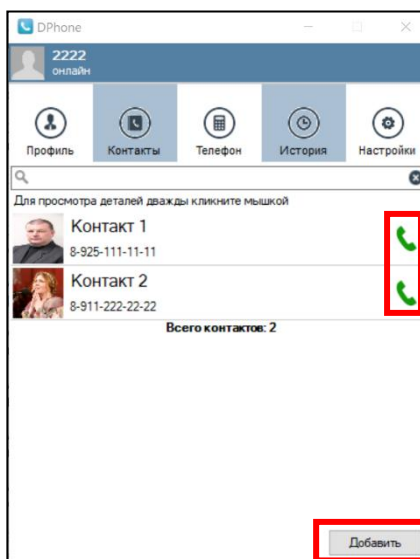 DPhone
2222
онлайн
Профиль Контакты Телефон История Настройки
Для просмотра деталей дважды кликните мышкой
Контакт 1
8-925-111-11-11
Контакт 2
8-911-222-22-22
Всего контактов: 2
Добавить